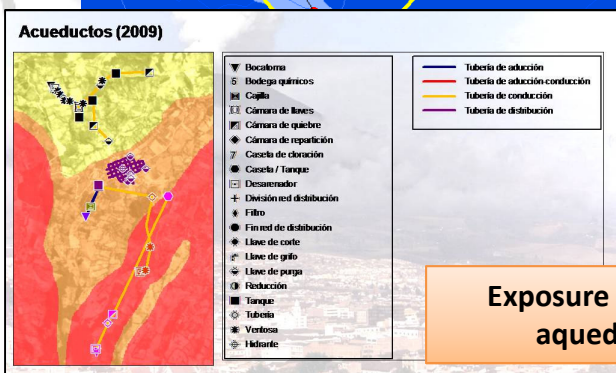 Acueductos (2009)
Bocatoma
Bodega químicos
Cajilla
Cámara de llaves
Cámara de quiebre
Cámara de repartición
Caseta de cloración
Caseta / Tanque
Desarenador
División red distribución
Filtro
Fin red de distribución
Llave de corte
Llave de grifo
Llave de purga
Reducción
Tanque
Tubería
Ventosa
Hidrante
Tubería de aducción
Tubería de aducción-conducción
Tubería de conducción
Tubería de distribución
Exposure
aqued